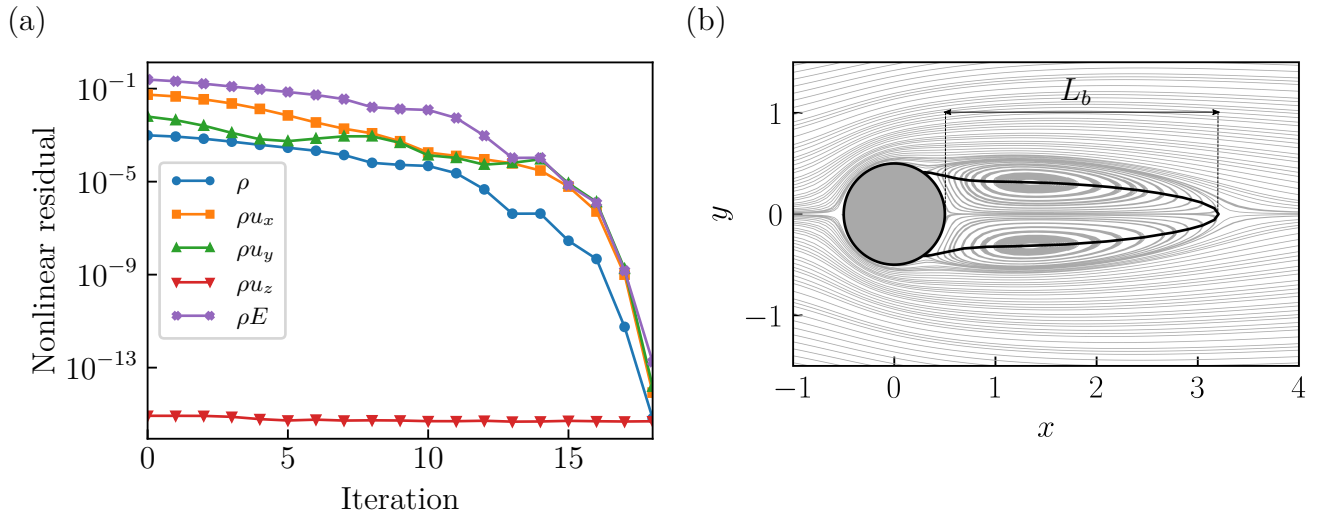 (a)
Nonlinear residual
10⁻¹
10⁻⁵
10⁻⁹
10⁻¹³
ρ
ρuₓ
ρu_y
ρu_z
ρE
0
5
10
15
Iteration
(b)
y
1
0
−1
L_b
−1
0
1
2
3
4
x